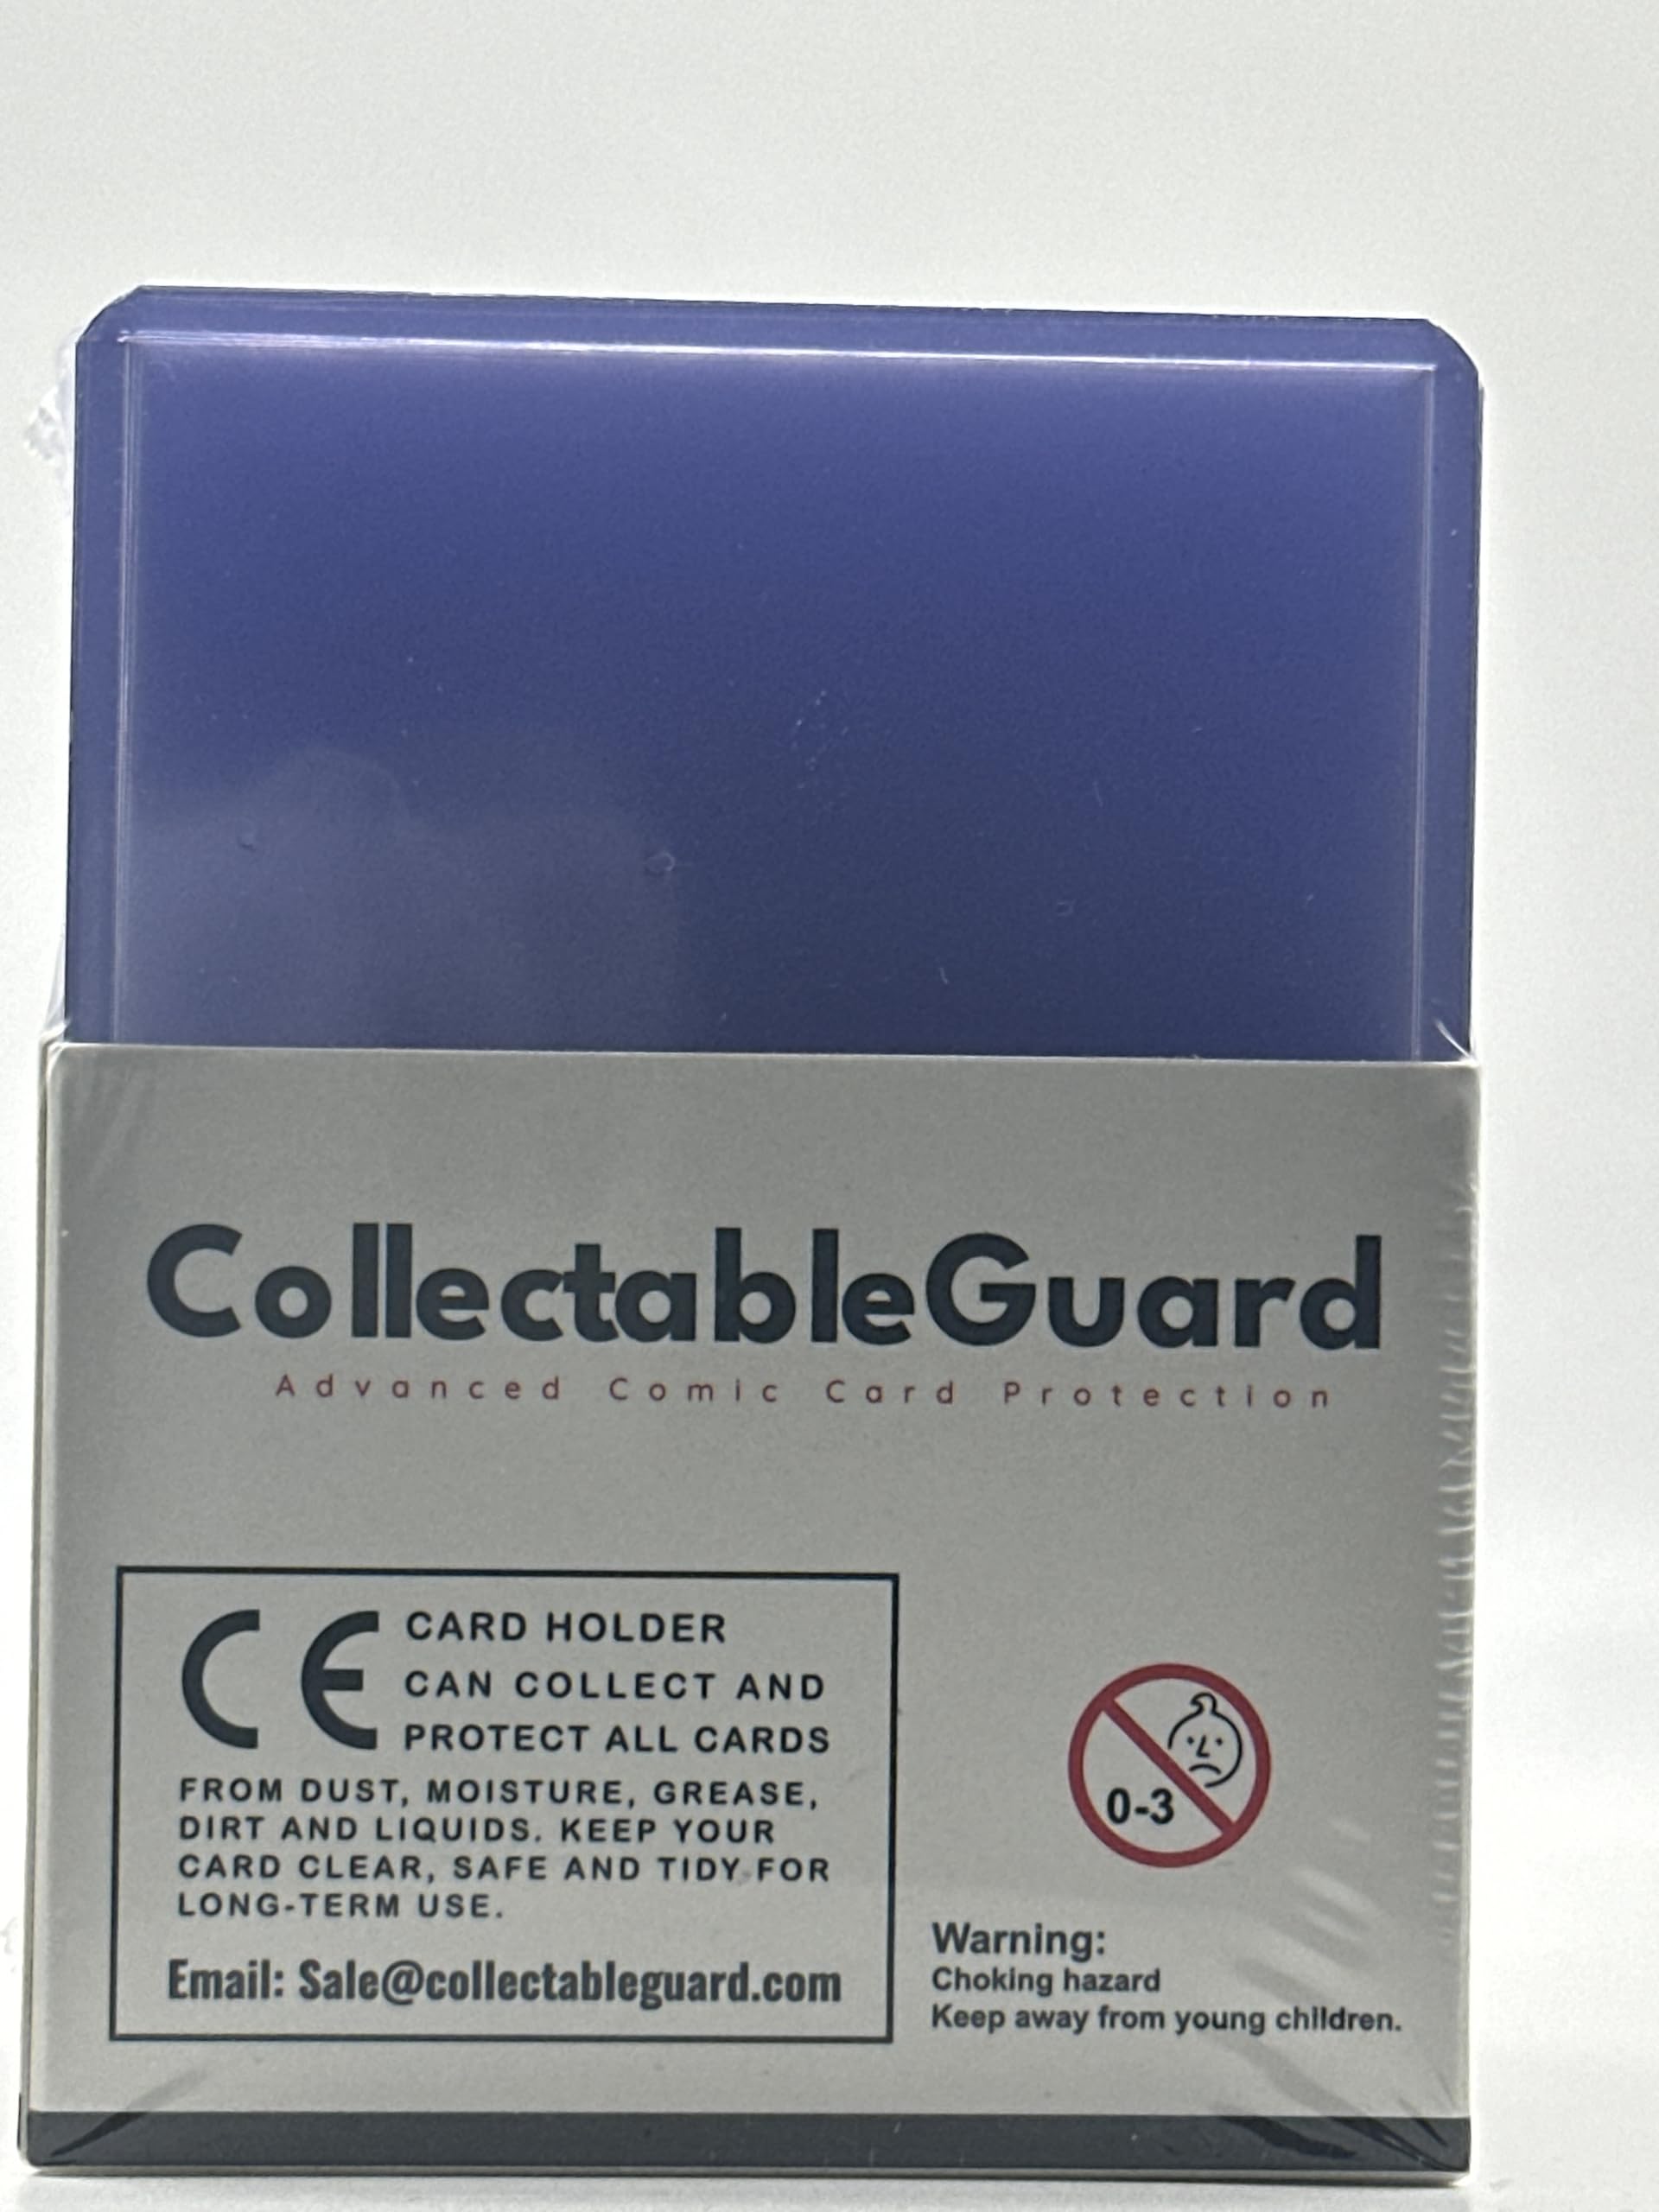 CollectableGuard
Advanced Comic Card Protection
CE
CARD HOLDER
CAN COLLECT AND
PROTECT ALL CARDS
FROM DUST, MOISTURE, GREASE,
DIRT AND LIQUIDS. KEEP YOUR
CARD CLEAR, SAFE AND TIDY FOR
LONG-TERM USE.
Email: Sale@collectableguard.com
0-3
Warning:
Choking hazard
Keep away from young children.